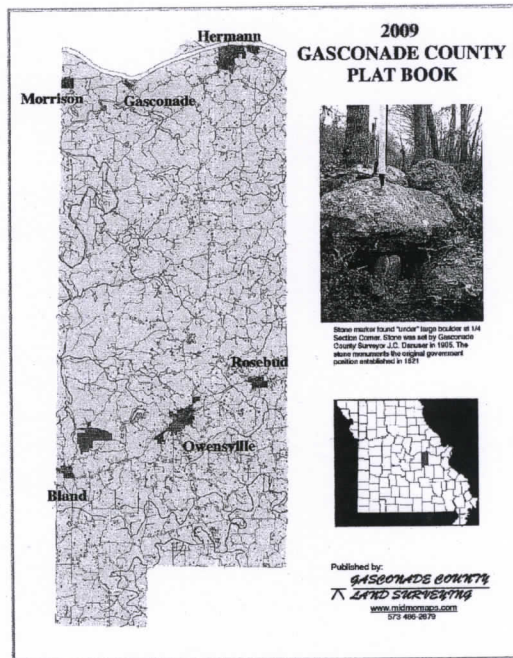 2009
GASCONADE COUNTY
PLAT BOOK
Hermann
Morrison
Gasconade
Rosebud
Owensville
Bland
Stone marker found "under" large boulder at 1/4
Section Corner. Stone was set by Gasconade
County Surveyor J.C. Danuser in 1905. The
stone monuments the original government
position established in 1821
Published by:
GASCONADE COUNTY
LAND SURVEYING
www.midmomaps.com
573 486-2879